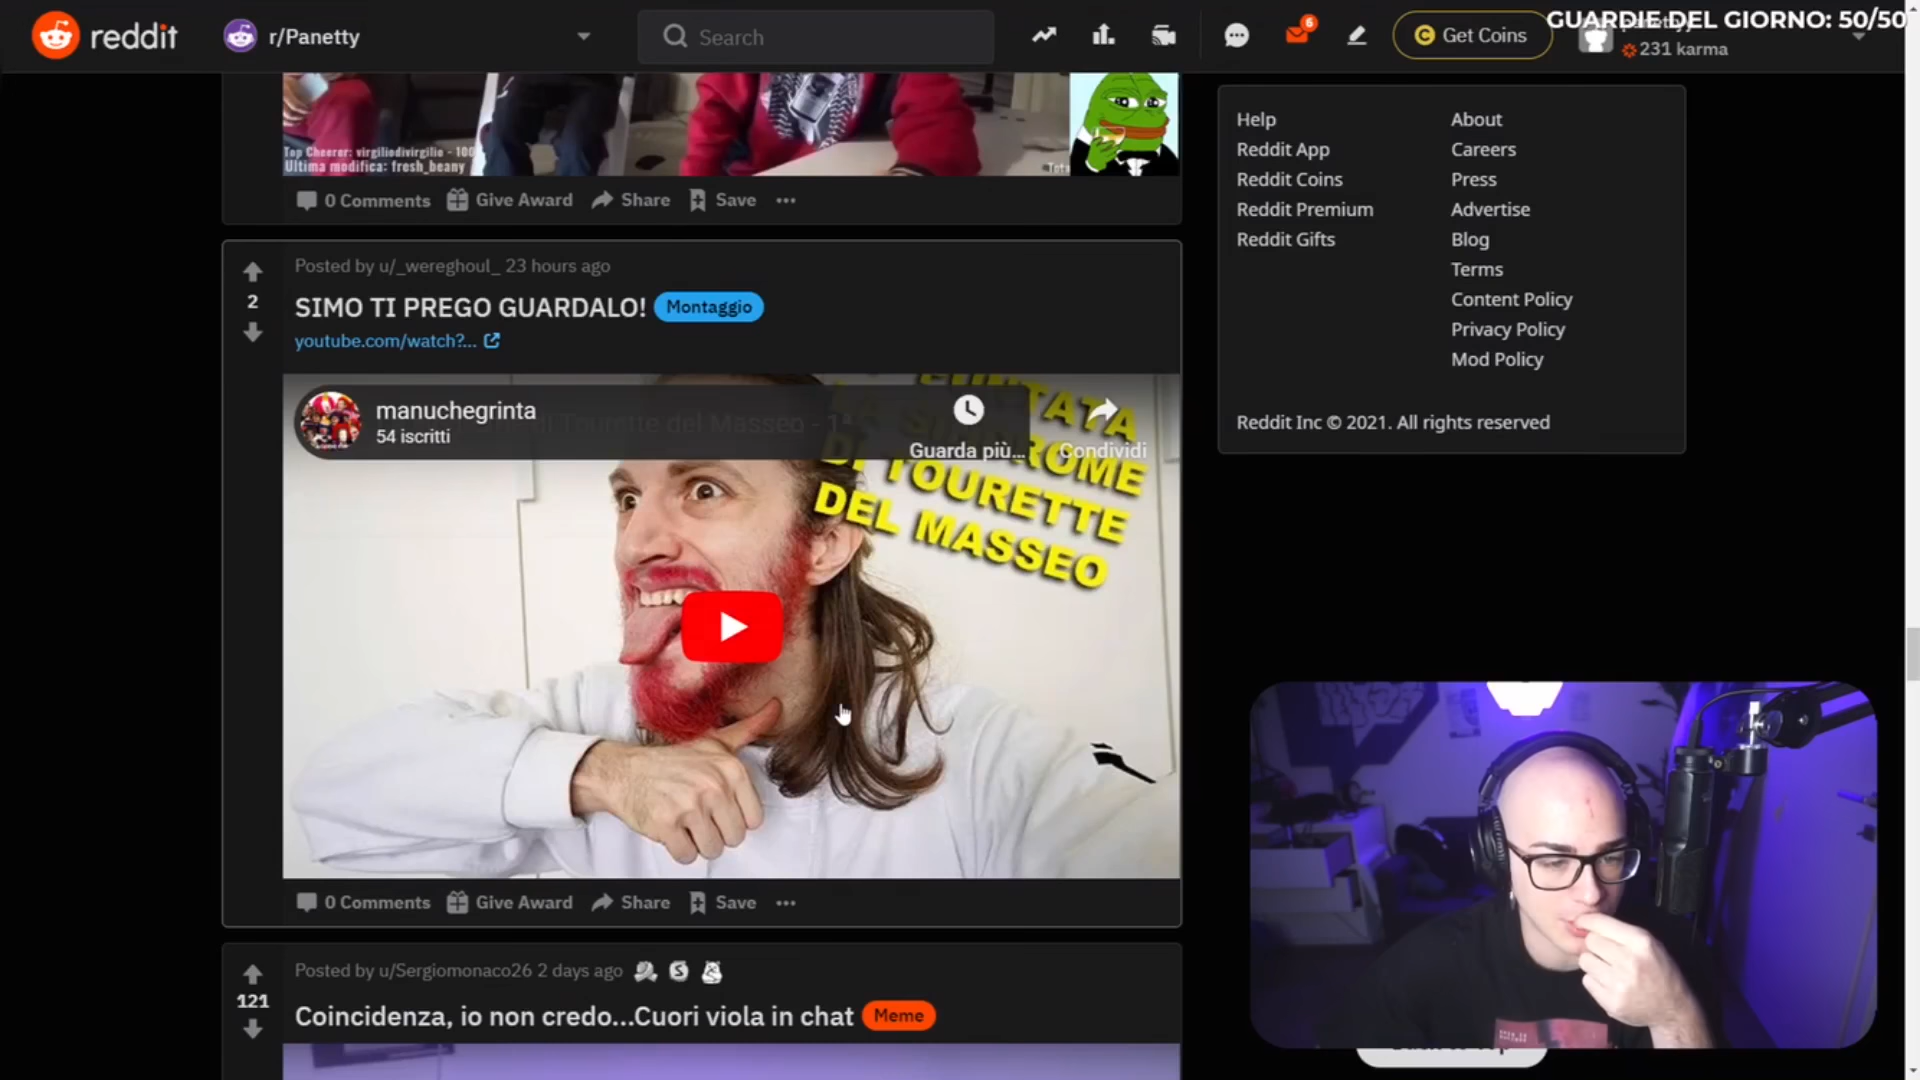 reddit
r/Panetty
Search
Get Coins
GUARDIE DEL GIORNO: 50/50
231 karma
Help
Reddit App
Reddit Coins
Reddit Premium
Reddit Gifts
About
Careers
Press
Advertise
Blog
Terms
Content Policy
Privacy Policy
Mod Policy
Reddit Inc © 2021. All rights reserved
Top Cheerer: virgiliodivirgilio - 100
Ultima modifica: fresh_beany
0 Comments Give Award Share Save
Posted by u/_wereghoul_ 23 hours ago
2
SIMO TI PREGO GUARDALO! Montaggio
youtube.com/watch?...
manuchegrinta
54 iscritti
Guarda più...
Condividi
DI TOURETTE
DEL MASSEO
0 Comments Give Award Share Save
Posted by u/Sergiomonaco26 2 days ago
121
Coincidenza, io non credo...Cuori viola in chat Meme